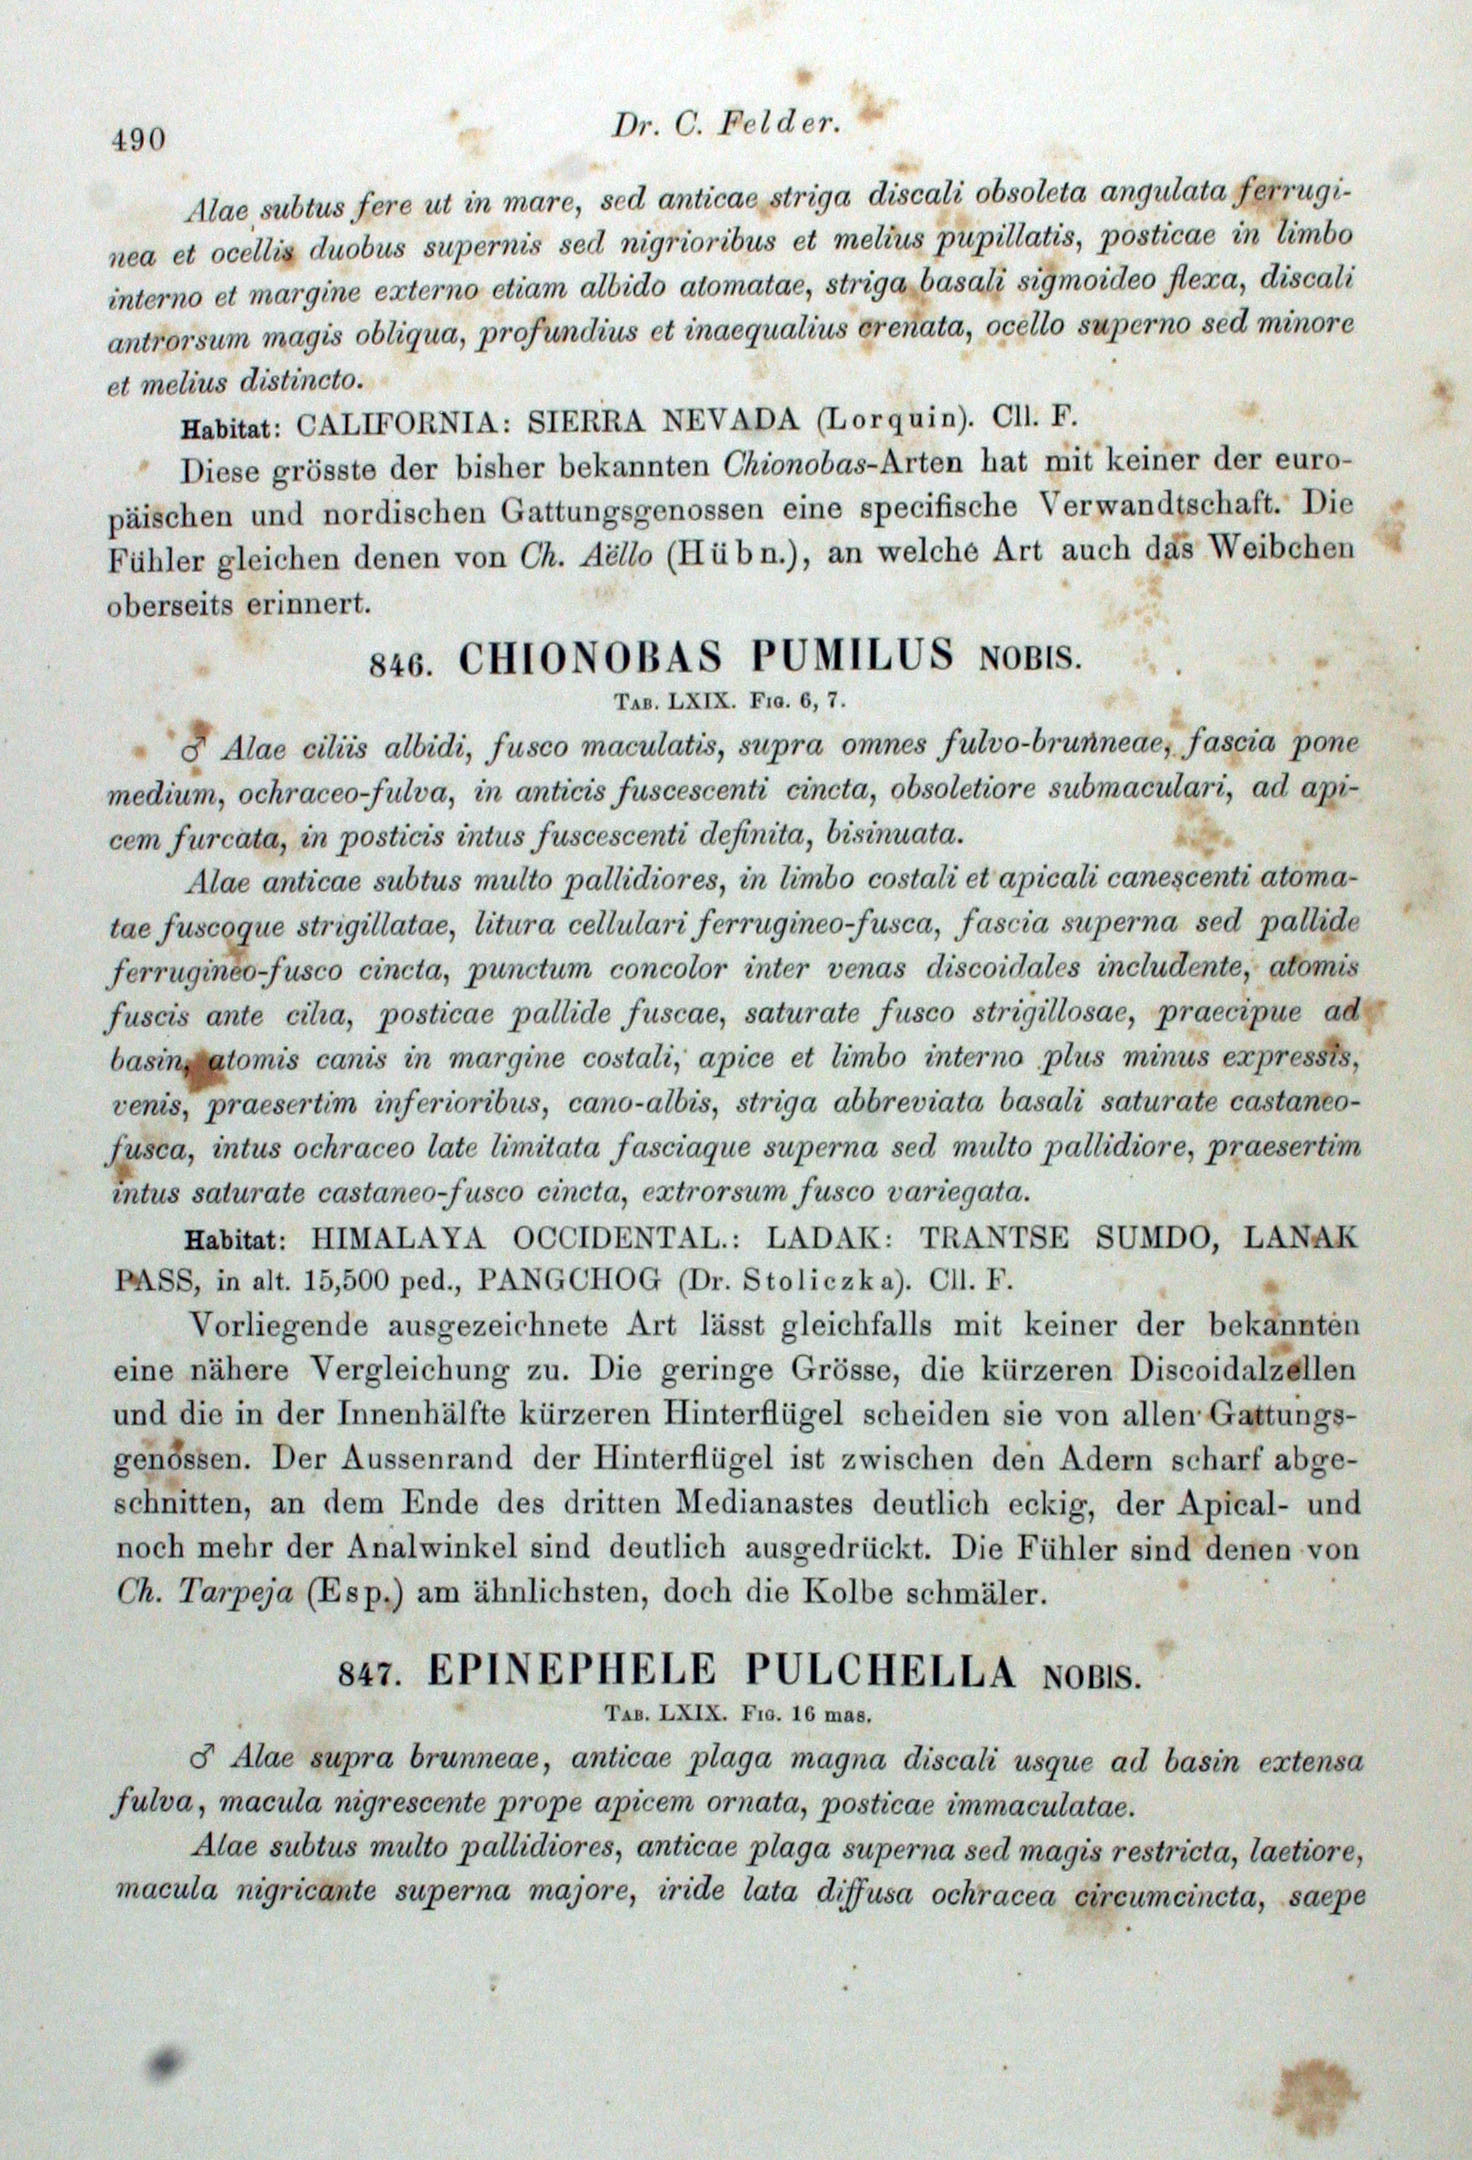 490
Dr. C. Felder.
Alae subtus fere ut in mare, sed anticae striga discali obsoleta angulata ferrugi-
nea et ocellis duobus supernis sed nigrioribus et melius pupillatis, posticae in limbo
interno et margine externo etiam albido atomatae, striga basali sigmoideo flexa, discali
antrorsum magis obliqua, profundius et inaequalius crenata, ocello superno sed minore
et melius distincto.
Habitat: CALIFORNIA: SIERRA NEVADA (Lorquin). Cll. F.
Diese grösste der bisher bekannten Chionobas-Arten hat mit keiner der euro-
päischen und nordischen Gattungsgenossen eine specifische Verwandtschaft. Die
Fühler gleichen denen von Ch. Aëllo (Hübn.), an welche Art auch das Weibchen
oberseits erinnert.
846. CHIONOBAS PUMILUS NOBIS.
TAB. LXIX. FIG. 6, 7.
♂ Alae ciliis albidi, fusco maculatis, supra omnes fulvo-brunneae, fascia pone
medium, ochraceo-fulva, in anticis fuscescenti cincta, obsoletiore submaculari, ad api-
cem furcata, in posticis intus fuscescenti definita, bisinuata.
Alae anticae subtus multo pallidiores, in limbo costali et apicali canescenti atoma-
tae fuscoque strigillatae, litura cellulari ferrugineo-fusca, fascia superna sed pallide
ferrugineo-fusco cincta, punctum concolor inter venas discoidales includente, atomis
fuscis ante cilia, posticae pallide fuscae, saturate fusco strigillosae, praecipue ad
basin, atomis canis in margine costali, apice et limbo interno plus minus expressis,
venis, praesertim inferioribus, cano-albis, striga abbreviata basali saturate castaneo-
fusca, intus ochraceo late limitata fasciaque superna sed multo pallidiore, praesertim
intus saturate castaneo-fusco cincta, extrorsum fusco variegata.
Habitat: HIMALAYA OCCIDENTAL.: LADAK: TRANTSE SUMDO, LANAK
PASS, in alt. 15,500 ped., PANGCHOG (Dr. Stoliczka). Cll. F.
Vorliegende ausgezeichnete Art lässt gleichfalls mit keiner der bekannten
eine nähere Vergleichung zu. Die geringe Grösse, die kürzeren Discoidalzellen
und die in der Innenhälfte kürzeren Hinterflügel scheiden sie von allen Gattungs-
genossen. Der Aussenrand der Hinterflügel ist zwischen den Adern scharf abge-
schnitten, an dem Ende des dritten Medianastes deutlich eckig, der Apical- und
noch mehr der Analwinkel sind deutlich ausgedrückt. Die Fühler sind denen von
Ch. Tarpeja (Esp.) am ähnlichsten, doch die Kolbe schmäler.
847. EPINEPHELE PULCHELLA NOBIS.
TAB. LXIX. FIG. 16 mas.
♂ Alae supra brunneae, anticae plaga magna discali usque ad basin extensa
fulva, macula nigrescente prope apicem ornata, posticae immaculatae.
Alae subtus multo pallidiores, anticae plaga superna sed magis restricta, laetiore,
macula nigricante superna majore, iride lata diffusa ochracea circumcincta, saepe